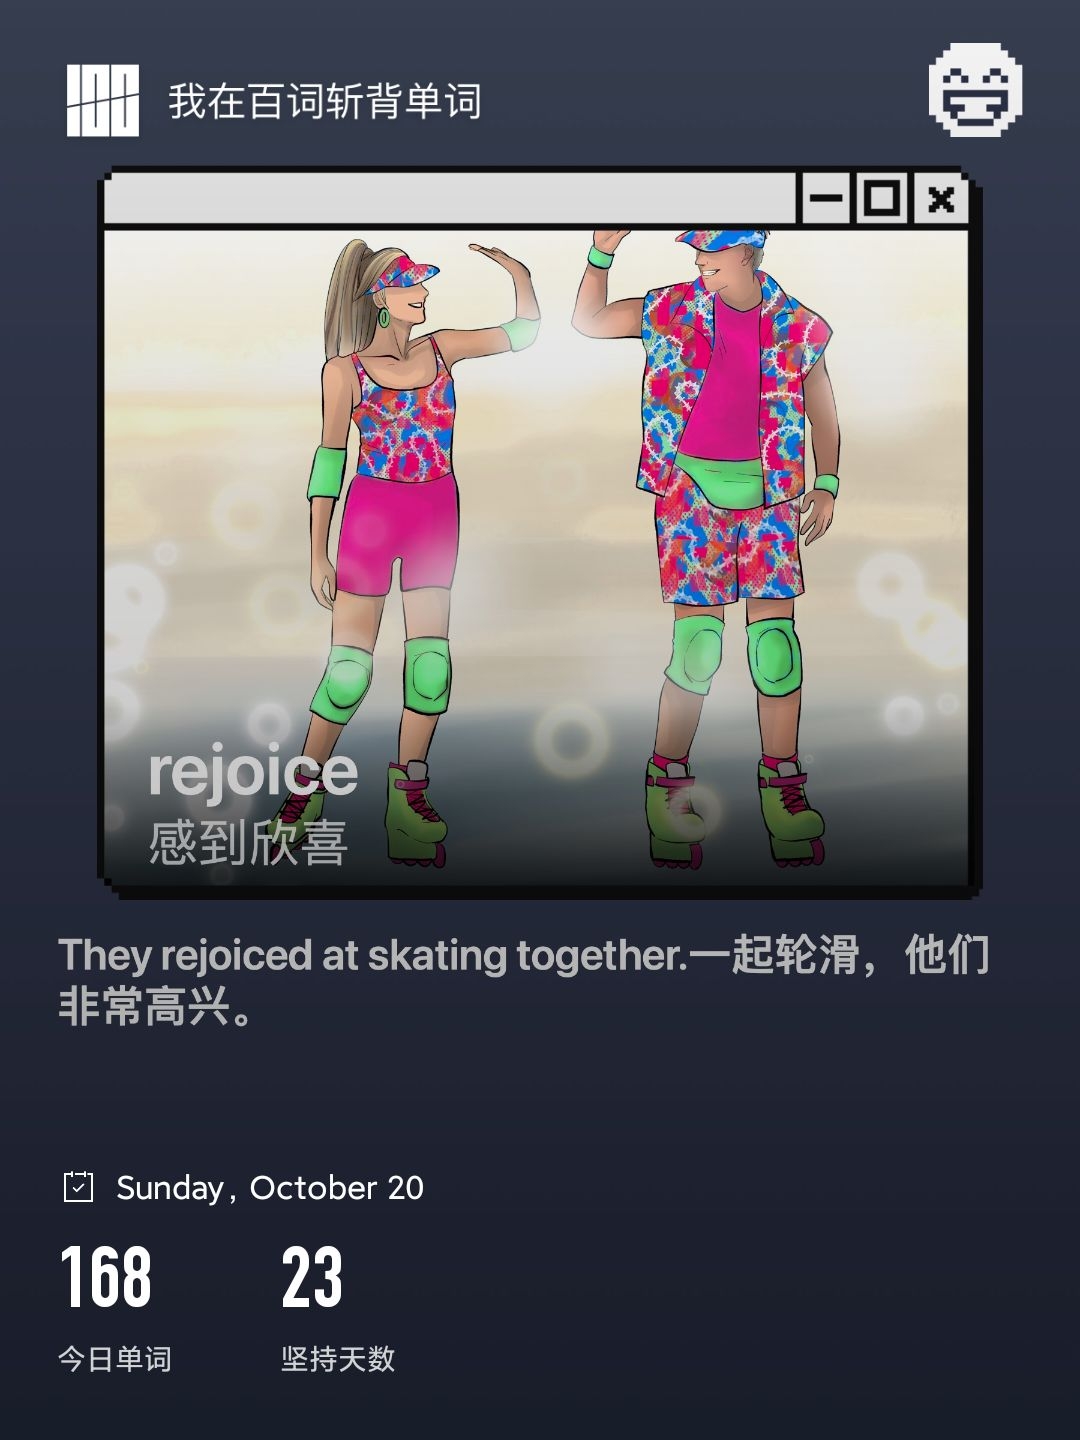 100
我在百词斩背单词
rejoice
感到欣喜
They rejoiced at skating together.一起轮滑，他们
非常高兴。
Sunday, October 20
168 23
今日单词 坚持天数